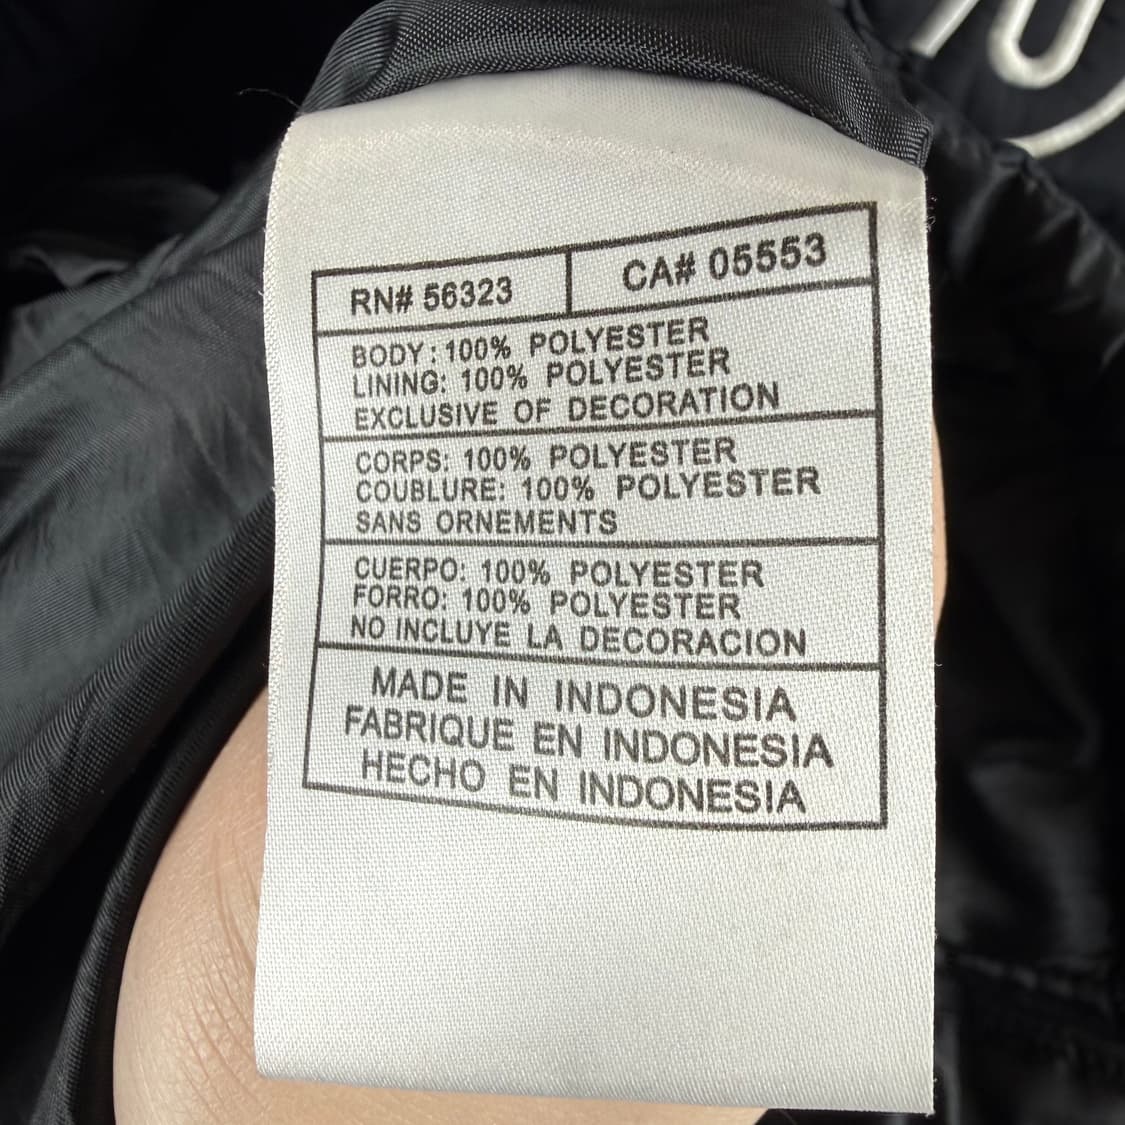 RN# 56323 CA# 05553
BODY: 100% POLYESTER
LINING: 100% POLYESTER
EXCLUSIVE OF DECORATION
CORPS: 100% POLYESTER
COUBLURE: 100% POLYESTER
SANS ORNEMENTS
CUERPO: 100% POLYESTER
FORRO: 100% POLYESTER
NO INCLUYE LA DECORACION
MADE IN INDONESIA
FABRIQUE EN INDONESIA
HECHO EN INDONESIA